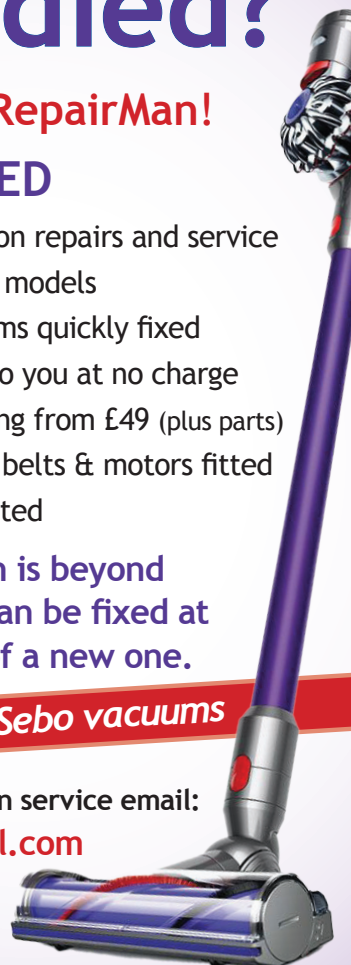 died?
RepairMan!
ED
on repairs and service
models
ms quickly fixed
o you at no charge
ng from £49 (plus parts)
belts & motors fitted
ted
n is beyond
an be fixed at
f a new one.
Sebo vacuums
n service email:
l.com